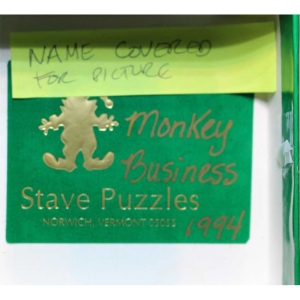 NAME COVERED
FOR PICTURE
Monkey
Business
Stave Puzzles
NORWICH, VERMONT 05055
1994